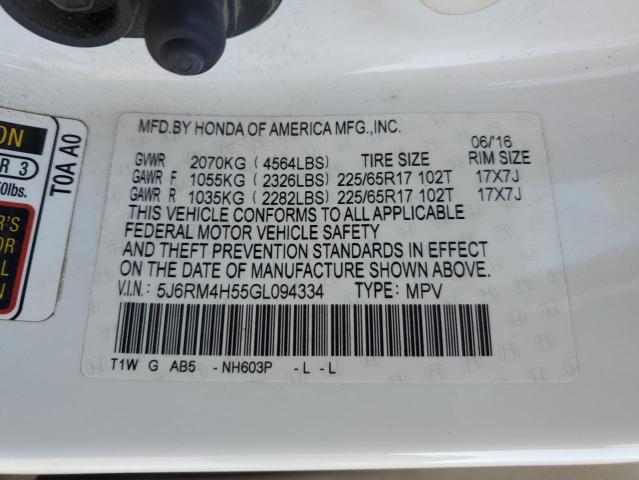 MFD.BY HONDA OF AMERICA MFG.,INC.
06/'16
GVWR 2070KG (4564LBS) TIRE SIZE RIM SIZE
GAWR F 1055KG (2326LBS) 225/65R17 102T 17X7J
GAWR R 1035KG (2282LBS) 225/65R17 102T 17X7J
THIS VEHICLE CONFORMS TO ALL APPLICABLE
FEDERAL MOTOR VEHICLE SAFETY
AND THEFT PREVENTION STANDARDS IN EFFECT
ON THE DATE OF MANUFACTURE SHOWN ABOVE.
V.I.N.: 5J6RM4H55GL094334 TYPE: MPV
T1W G AB5 - NH603P - L - L
T0A A0
R 3
lbs.